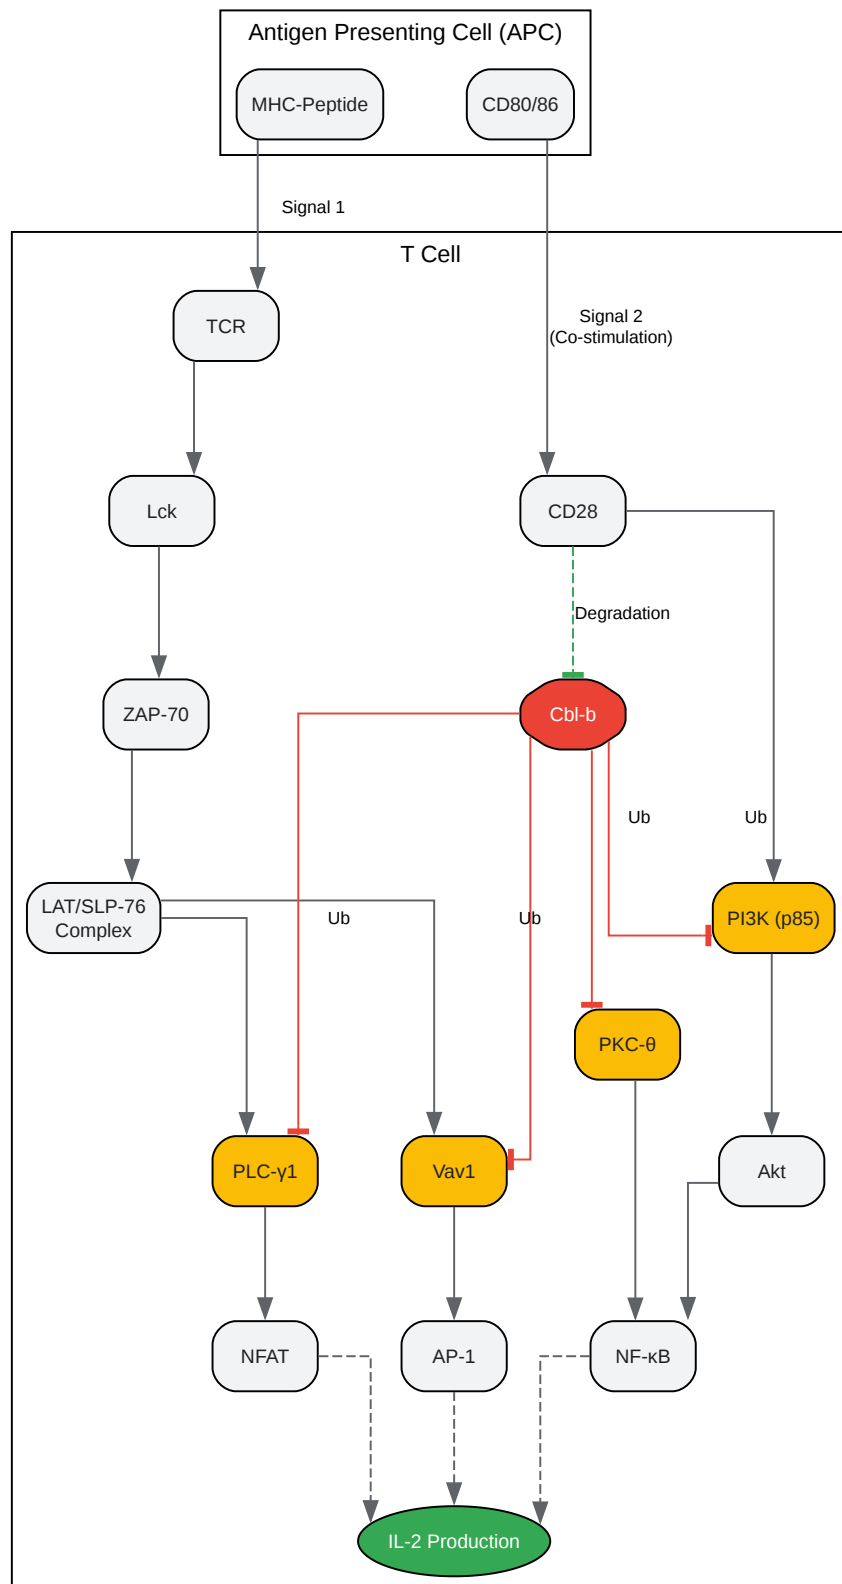 Antigen Presenting Cell (APC)
MHC-Peptide
CD80/86
Signal 1
T Cell
TCR
Signal 2
(Co-stimulation)
Lck
CD28
Degradation
ZAP-70
Cbl-b
Ub
Ub
LAT/SLP-76
Complex
Ub
Ub
PI3K (p85)
PKC-θ
PLC-γ1
Vav1
Akt
NFAT
AP-1
NF-κB
IL-2 Production